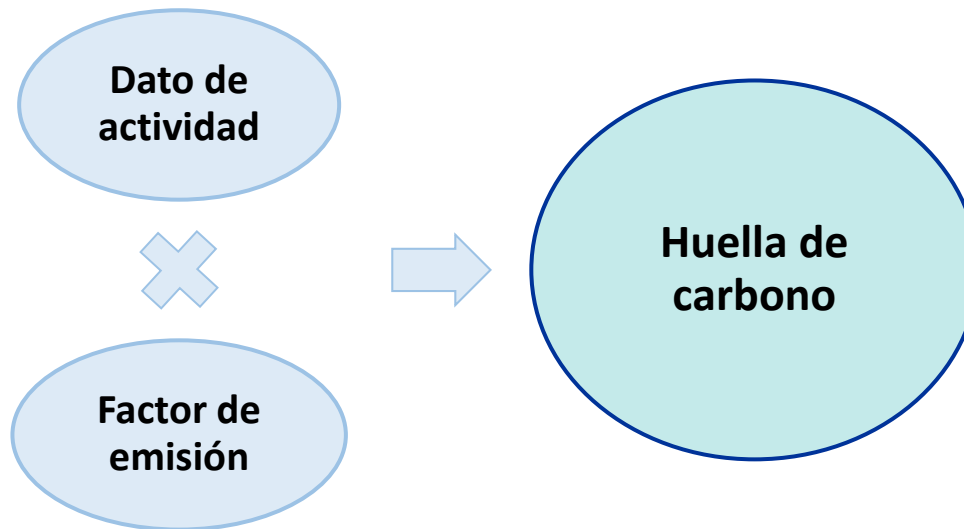 Dato de
actividad
Factor de
emisión
Huella de
carbono